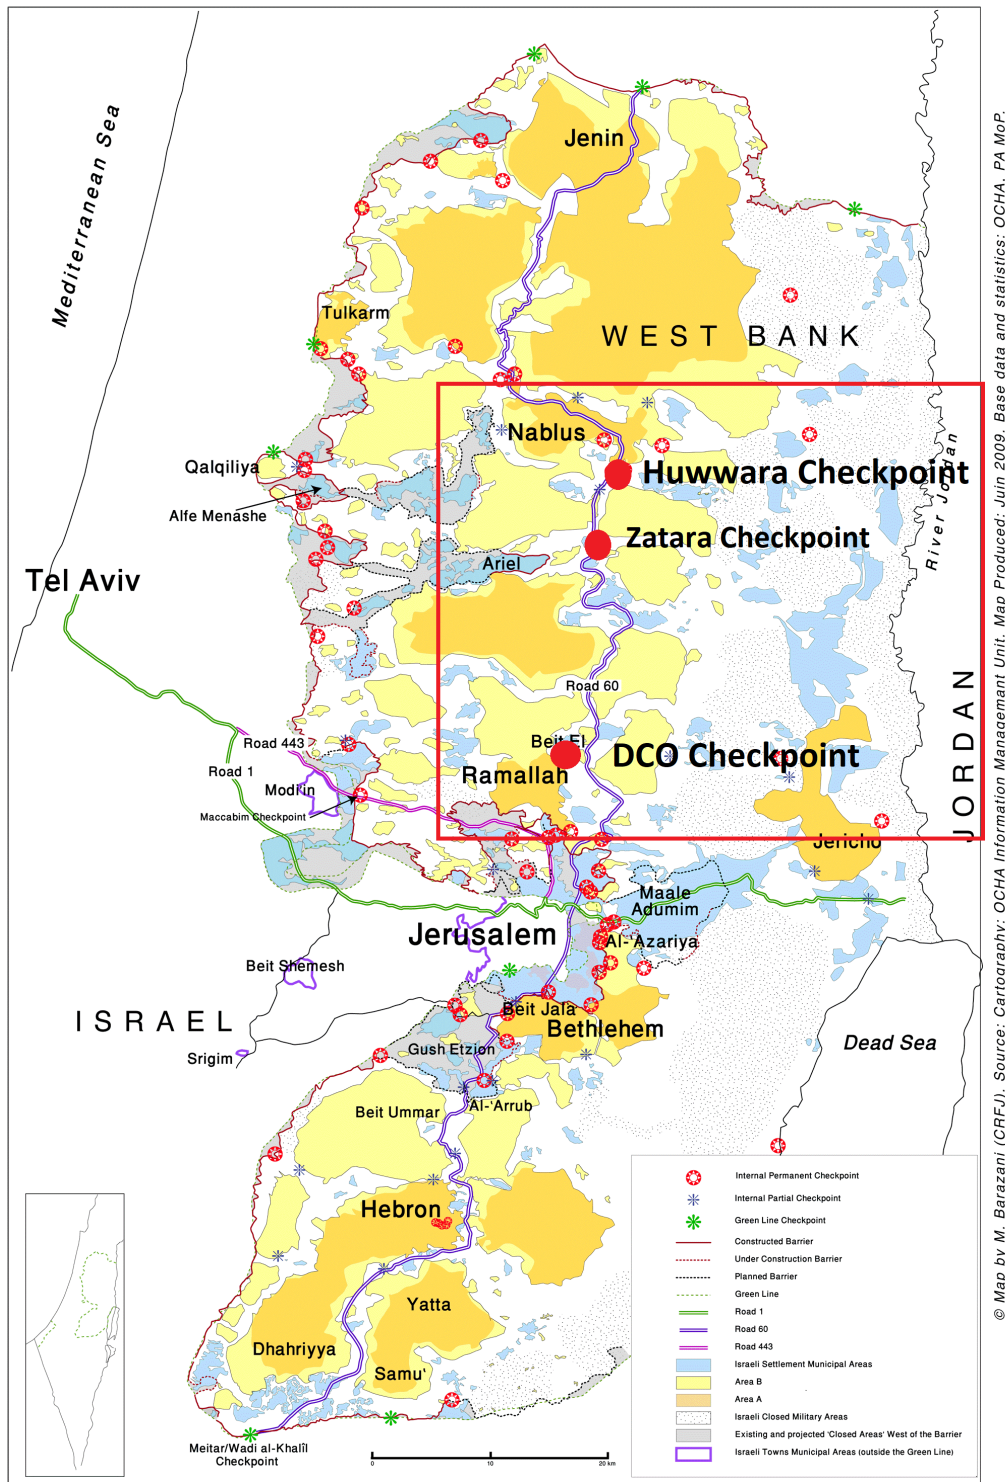 Mediterranean Sea
Jenin
Tulkarm
WEST BANK
Nablus
Qalqiliya
Huwwara Checkpoint
Alfe Menashe
River Jordan
Zatara Checkpoint
Ariel
Tel Aviv
Road 60
JORDAN
Road 443
Beit El
DCO Checkpoint
Road 1
Ramallah
Modi'in
Maccabim Checkpoint
Jericho
Maale
Adumim
Jerusalem
Al-'Azariya
Beit Shemesh
Beit Jala
ISRAEL
Bethlehem
Gush Etzion
Dead Sea
Srigim
Al-'Arrub
Beit Ummar
Hebron
Yatta
Dhahriyya
Samu'
Meitar/Wadi al-Khalîl
Checkpoint
0 10 20 km
Internal Permanent Checkpoint
Internal Partial Checkpoint
Green Line Checkpoint
Constructed Barrier
Under Construction Barrier
Planned Barrier
Green Line
Road 1
Road 60
Road 443
Israeli Settlement Municipal Areas
Area B
Area A
Israeli Closed Military Areas
Existing and projected 'Closed Areas' West of the Barrier
Israeli Towns Municipal Areas (outside the Green Line)
© Map by M. Barazani (CRFJ). Source: Cartography: OCHA Information Managemant Unit. Map Produced: Juin 2009. Base data and statistics: OCHA, PA MoP.